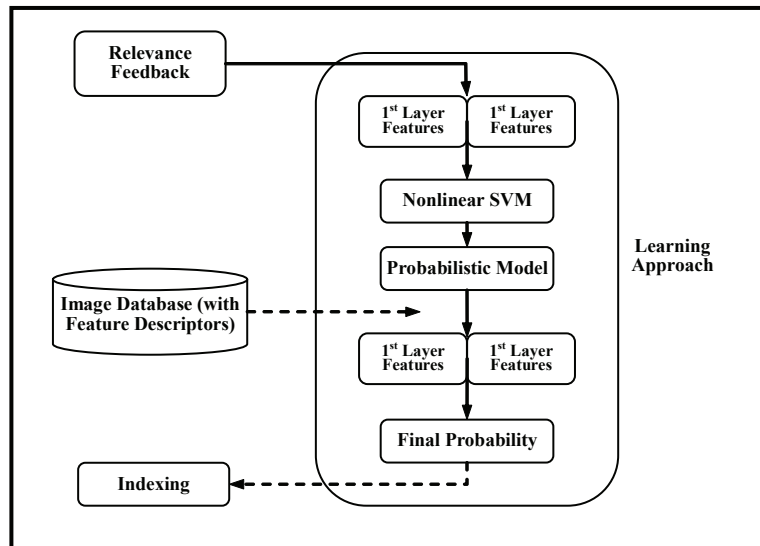 Relevance
Feedback
1st Layer
Features
1st Layer
Features
Nonlinear SVM
Probabilistic Model
Learning
Approach
Image Database (with
Feature Descriptors)
1st Layer
Features
1st Layer
Features
Final Probability
Indexing